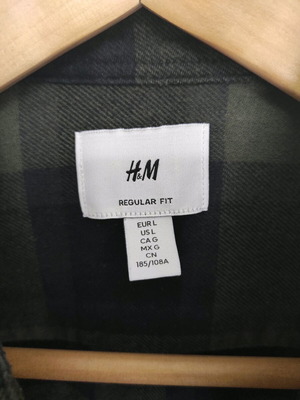 H&M
REGULAR FIT
EUR L
US L
CA G
MX G
CN
185/108A